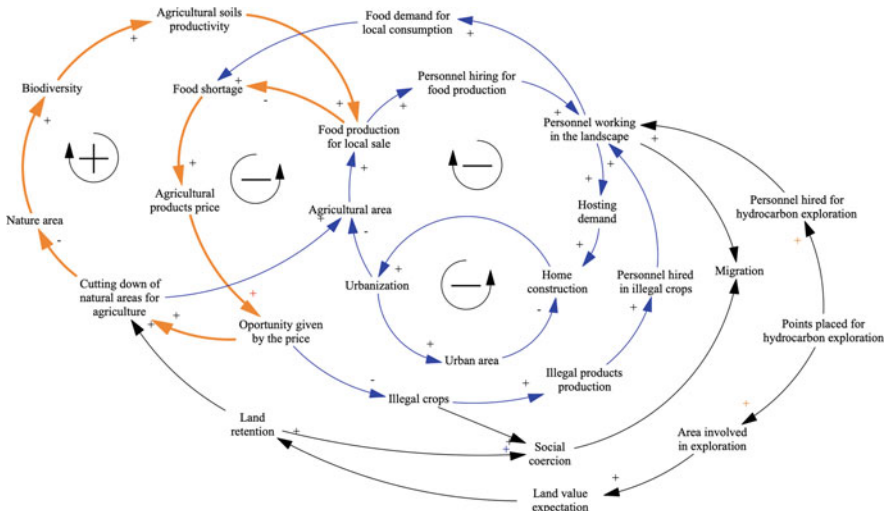 Agricultural soils
productivity
Food demand for
local consumption
Biodiversity
Food shortage
Personnel hiring for
food production
Food production
for local sale
Personnel working
in the landscape
Agricultural
products price
Agricultural area
Hosting
demand
Personnel hired for
hydrocarbon exploration
Nature area
Cutting down of
natural areas for
agriculture
Urbanization
Home
construction
Personnel hired
in illegal crops
Migration
Oportunity given
by the price
Urban area
Points placed for
hydrocarbon exploration
Illegal products
production
Illegal crops
Land
retention
Social
coercion
Area involved
in exploration
Land value
expectation